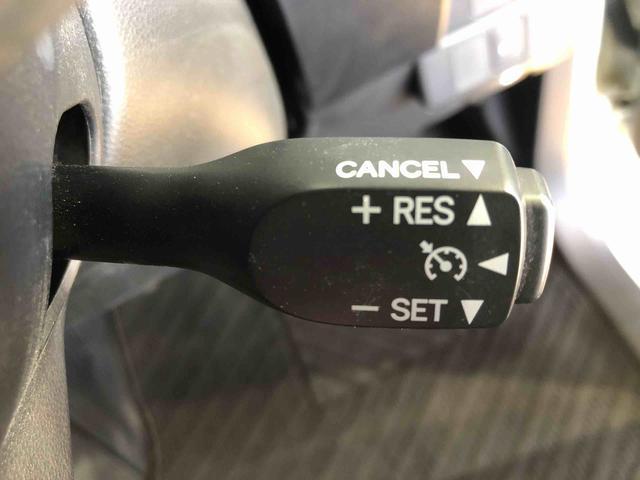 CANCEL▼
+ RES ▲
◀
− SET ▼